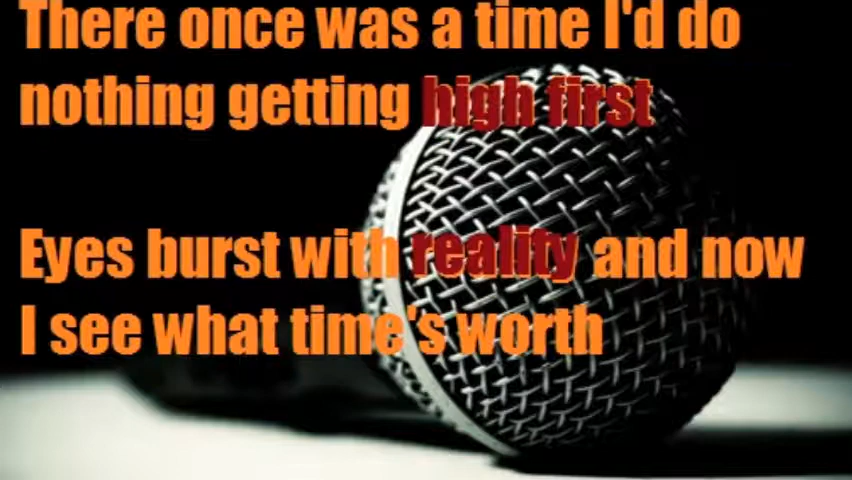 There once was a time I'd do
nothing getting high first
Eyes burst with reality and now
I see what time's worth